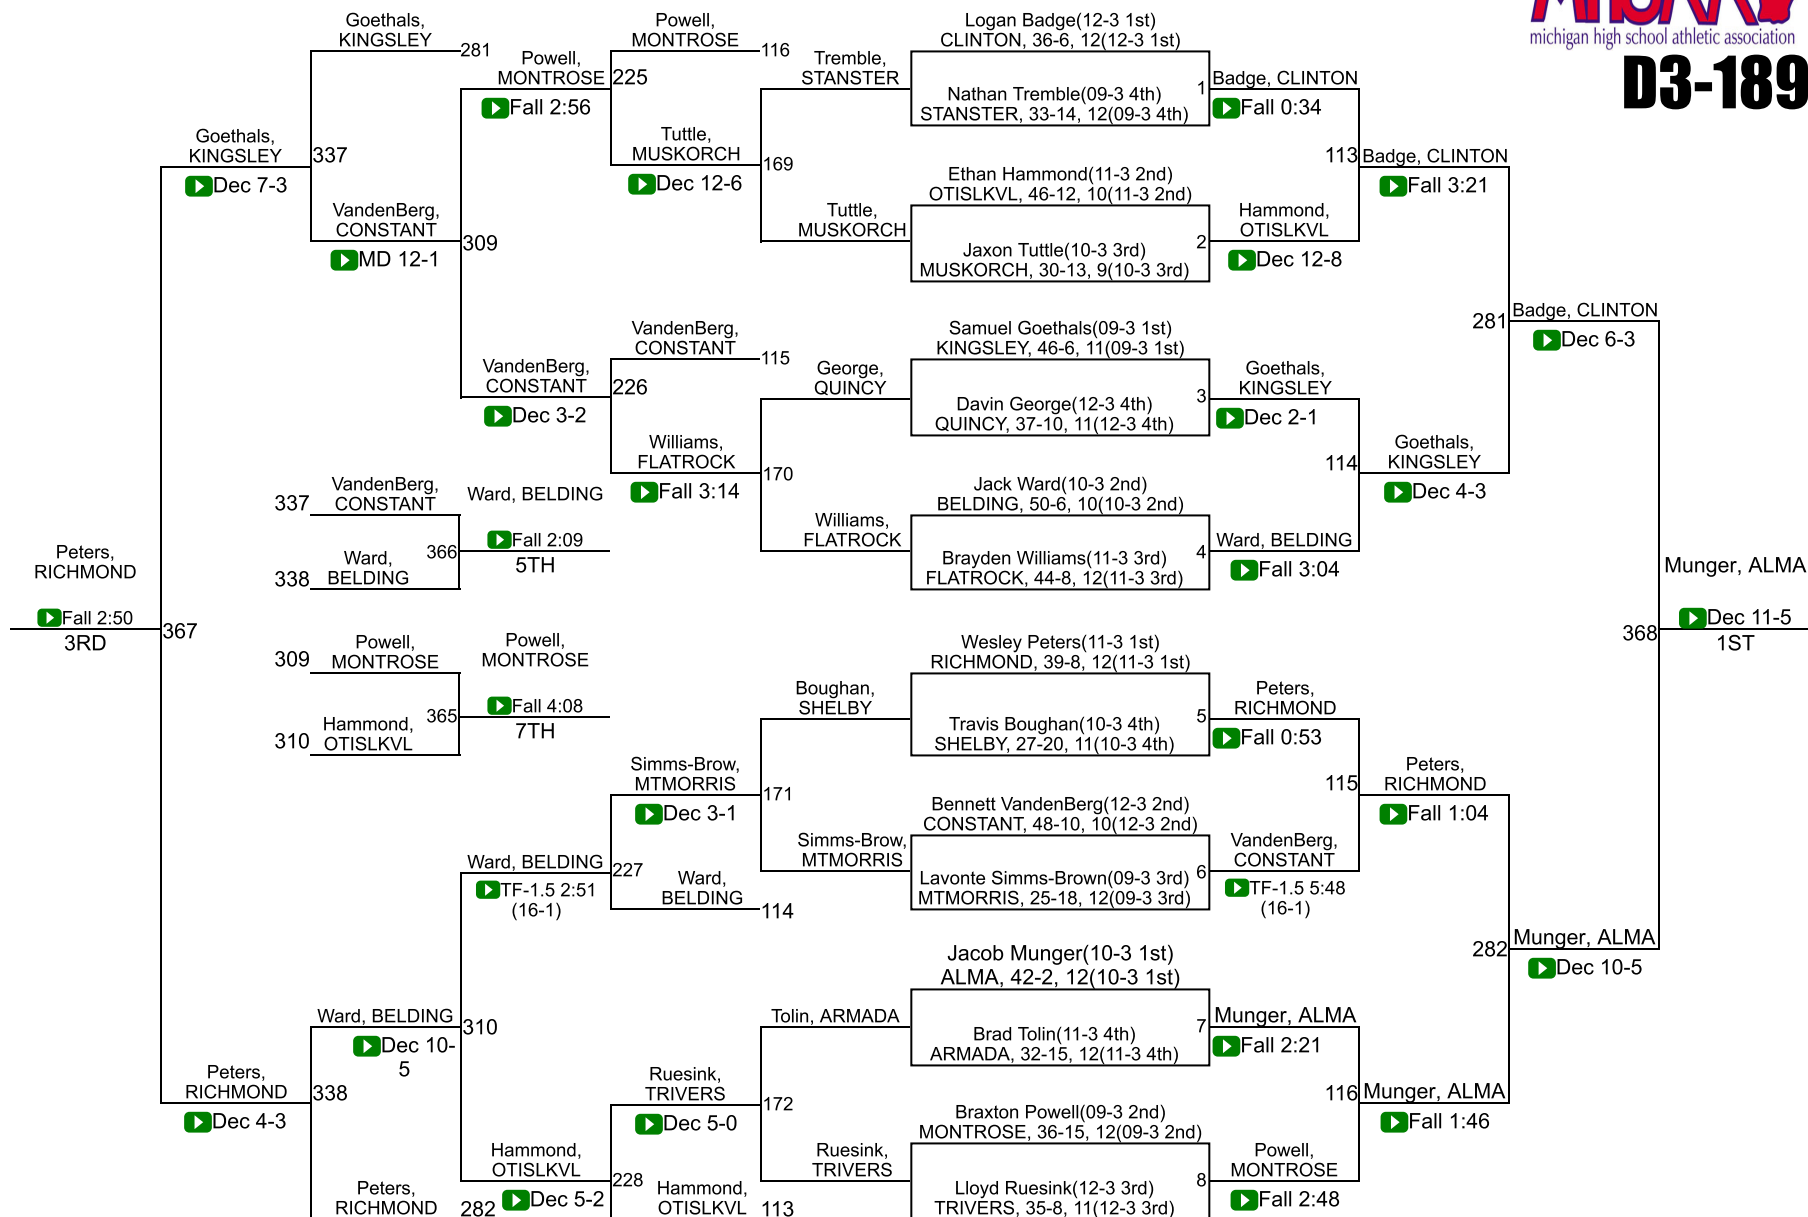 michigan high school athletic association
D3-189
Goethals,
KINGSLEY
281
Powell,
MONTROSE
Fall 2:56
225
Powell,
MONTROSE
116
Tuttle,
MUSKORCH
Dec 12-6
169
Tremble,
STANSTER
Tuttle,
MUSKORCH
Logan Badge(12-3 1st)
CLINTON, 36-6, 12(12-3 1st)
Nathan Tremble(09-3 4th)
STANSTER, 33-14, 12(09-3 4th)
1
Badge, CLINTON
Fall 0:34
Ethan Hammond(11-3 2nd)
OTISLKVL, 46-12, 10(11-3 2nd)
Jaxon Tuttle(10-3 3rd)
MUSKORCH, 30-13, 9(10-3 3rd)
2
Hammond,
OTISLKVL
Dec 12-8
113
Badge, CLINTON
Fall 3:21
Goethals,
KINGSLEY
Dec 7-3
337
VandenBerg,
CONSTANT
MD 12-1
309
VandenBerg,
CONSTANT
Dec 3-2
226
VandenBerg,
CONSTANT
115
Williams,
FLATROCK
Fall 3:14
170
George,
QUINCY
Williams,
FLATROCK
Samuel Goethals(09-3 1st)
KINGSLEY, 46-6, 11(09-3 1st)
Davin George(12-3 4th)
QUINCY, 37-10, 11(12-3 4th)
3
Goethals,
KINGSLEY
Dec 2-1
Jack Ward(10-3 2nd)
BELDING, 50-6, 10(10-3 2nd)
Brayden Williams(11-3 3rd)
FLATROCK, 44-8, 12(11-3 3rd)
4
Ward, BELDING
Fall 3:04
114
Goethals,
KINGSLEY
Dec 4-3
281
Badge, CLINTON
Dec 6-3
337
VandenBerg,
CONSTANT
338
Ward,
BELDING
366
Ward, BELDING
Fall 2:09
5TH
Peters,
RICHMOND
Fall 2:50
3RD
367
309
Powell,
MONTROSE
310
Hammond,
OTISLKVL
365
Powell,
MONTROSE
Fall 4:08
7TH
Munger, ALMA
Dec 11-5
1ST
368
Wesley Peters(11-3 1st)
RICHMOND, 39-8, 12(11-3 1st)
Travis Boughan(10-3 4th)
SHELBY, 27-20, 11(10-3 4th)
5
Boughan,
SHELBY
Peters,
RICHMOND
Fall 0:53
Simms-Brow,
MTMORRIS
Dec 3-1
171
Simms-Brow,
MTMORRIS
Bennett VandenBerg(12-3 2nd)
CONSTANT, 48-10, 10(12-3 2nd)
Lavonte Simms-Brown(09-3 3rd)
MTMORRIS, 25-18, 12(09-3 3rd)
6
VandenBerg,
CONSTANT
TF-1.5 5:48
(16-1)
115
Peters,
RICHMOND
Fall 1:04
Ward, BELDING
TF-1.5 2:51
(16-1)
227
Ward,
BELDING
114
282
Munger, ALMA
Dec 10-5
Jacob Munger(10-3 1st)
ALMA, 42-2, 12(10-3 1st)
Brad Tolin(11-3 4th)
ARMADA, 32-15, 12(11-3 4th)
7
Tolin, ARMADA
Munger, ALMA
Fall 2:21
Ward, BELDING
Dec 10-
5
310
Peters,
RICHMOND
Dec 4-3
338
Ruesink,
TRIVERS
Dec 5-0
172
Ruesink,
TRIVERS
Braxton Powell(09-3 2nd)
MONTROSE, 36-15, 12(09-3 2nd)
Lloyd Ruesink(12-3 3rd)
TRIVERS, 35-8, 11(12-3 3rd)
8
Powell,
MONTROSE
Fall 2:48
116
Munger, ALMA
Fall 1:46
Hammond,
OTISLKVL
Dec 5-2
228
Peters,
RICHMOND
282
Hammond,
OTISLKVL
113